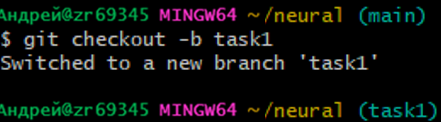 Андрей@zr69345 MINGW64 ~/neural (main)
$ git checkout -b task1
Switched to a new branch 'task1'
Андрей@zr69345 MINGW64 ~/neural (task1)